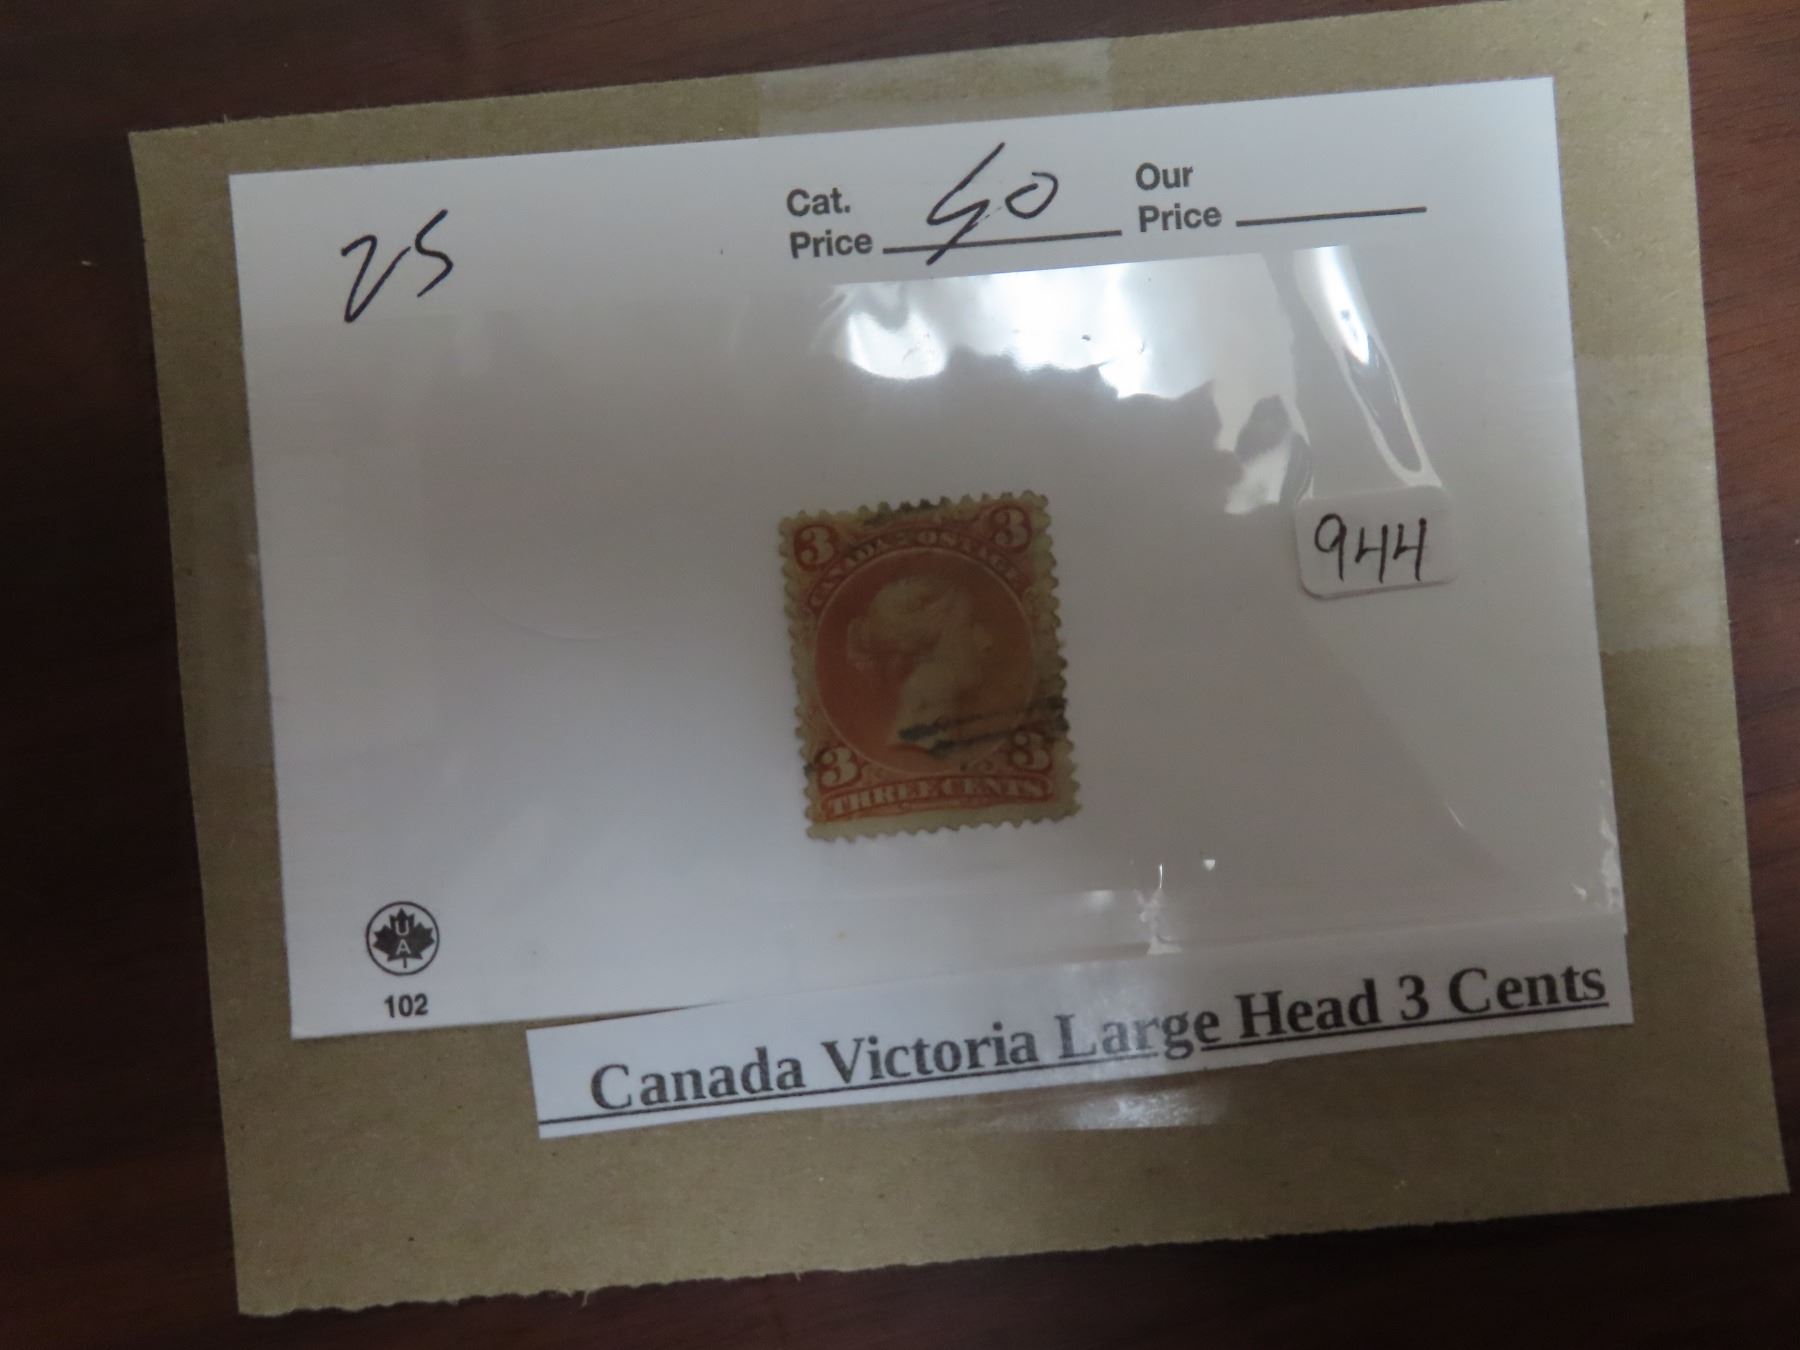 25
Cat. Price 40
Our Price
944
3 3
CANADA POSTAGE
3 3
THREE CENTS
UA
102
Canada Victoria Large Head 3 Cents